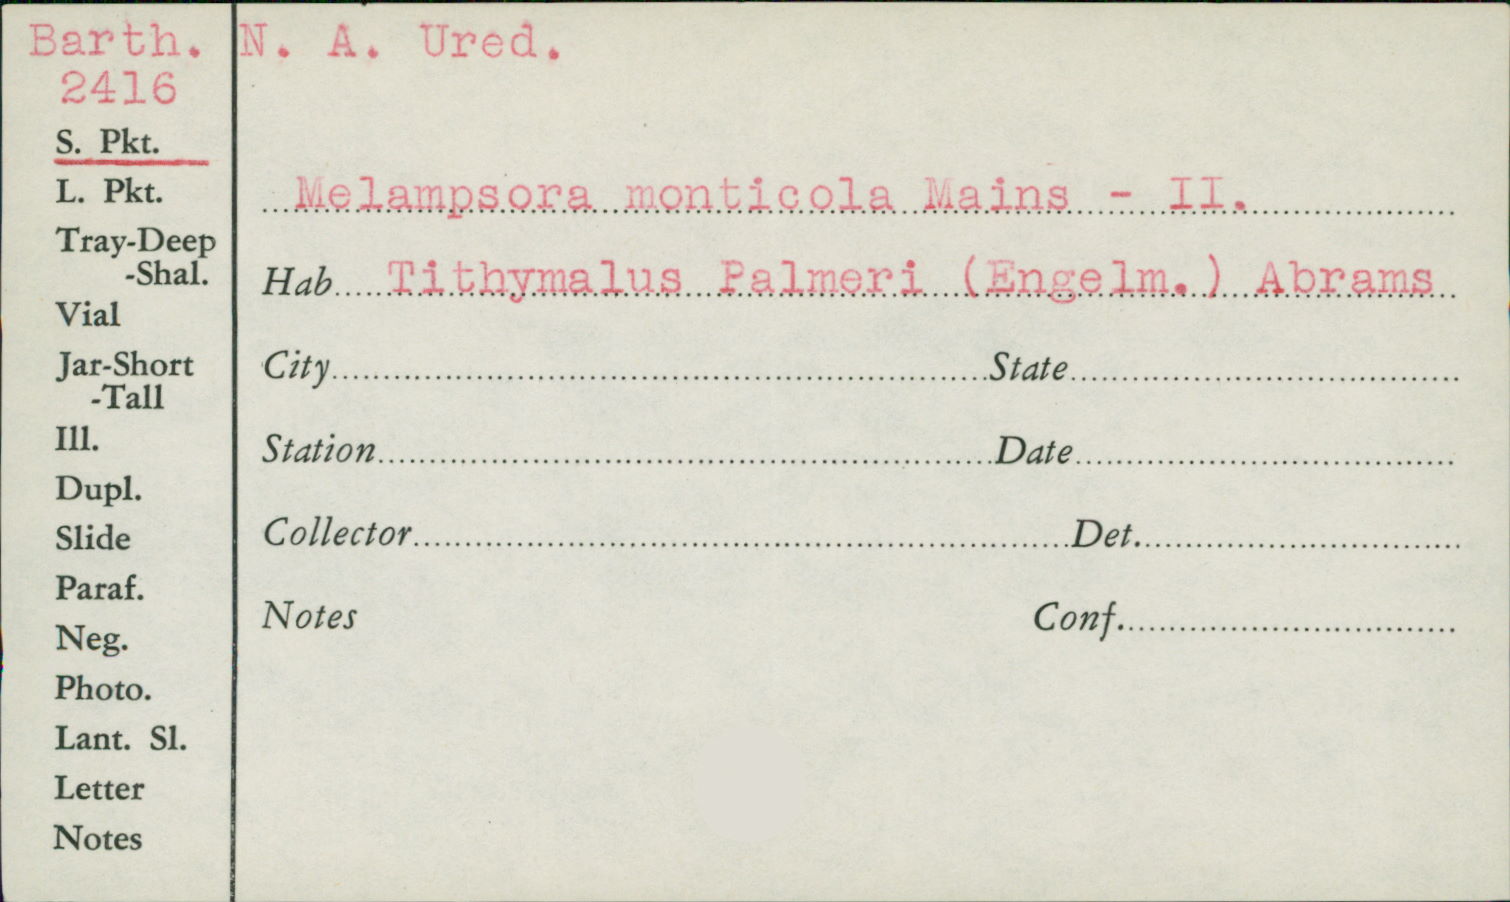 Barth. N. A. Ured.
2416
S. Pkt.
L. Pkt.
Tray-Deep
-Shal.
Vial
Jar-Short
-Tall
Ill.
Dupl.
Slide
Paraf.
Neg.
Photo.
Lant. Sl.
Letter
Notes
Melampsora monticola Mains - II.
Hab. Tithymalus Palmeri (Engelm.) Abrams
City State
Station Date
Collector Det.
Notes Conf.